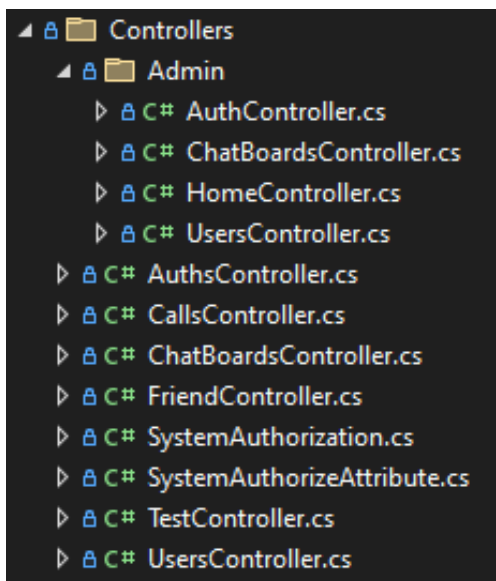 Controllers
Admin
C# AuthController.cs
C# ChatBoardsController.cs
C# HomeController.cs
C# UsersController.cs
C# AuthsController.cs
C# CallsController.cs
C# ChatBoardsController.cs
C# FriendController.cs
C# SystemAuthorization.cs
C# SystemAuthorizeAttribute.cs
C# TestController.cs
C# UsersController.cs